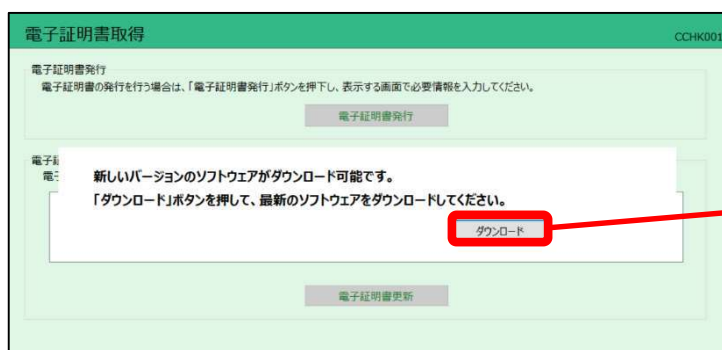 電子証明書取得
CCHK001
電子証明書発行
電子証明書の発行を行う場合は、「電子証明書発行」ボタンを押下し、表示する画面で必要情報を入力してください。
電子証明書発行
電子
電子
新しいバージョンのソフトウェアがダウンロード可能です。
「ダウンロード」ボタンを押して、最新のソフトウェアをダウンロードしてください。
ダウンロード
電子証明書更新